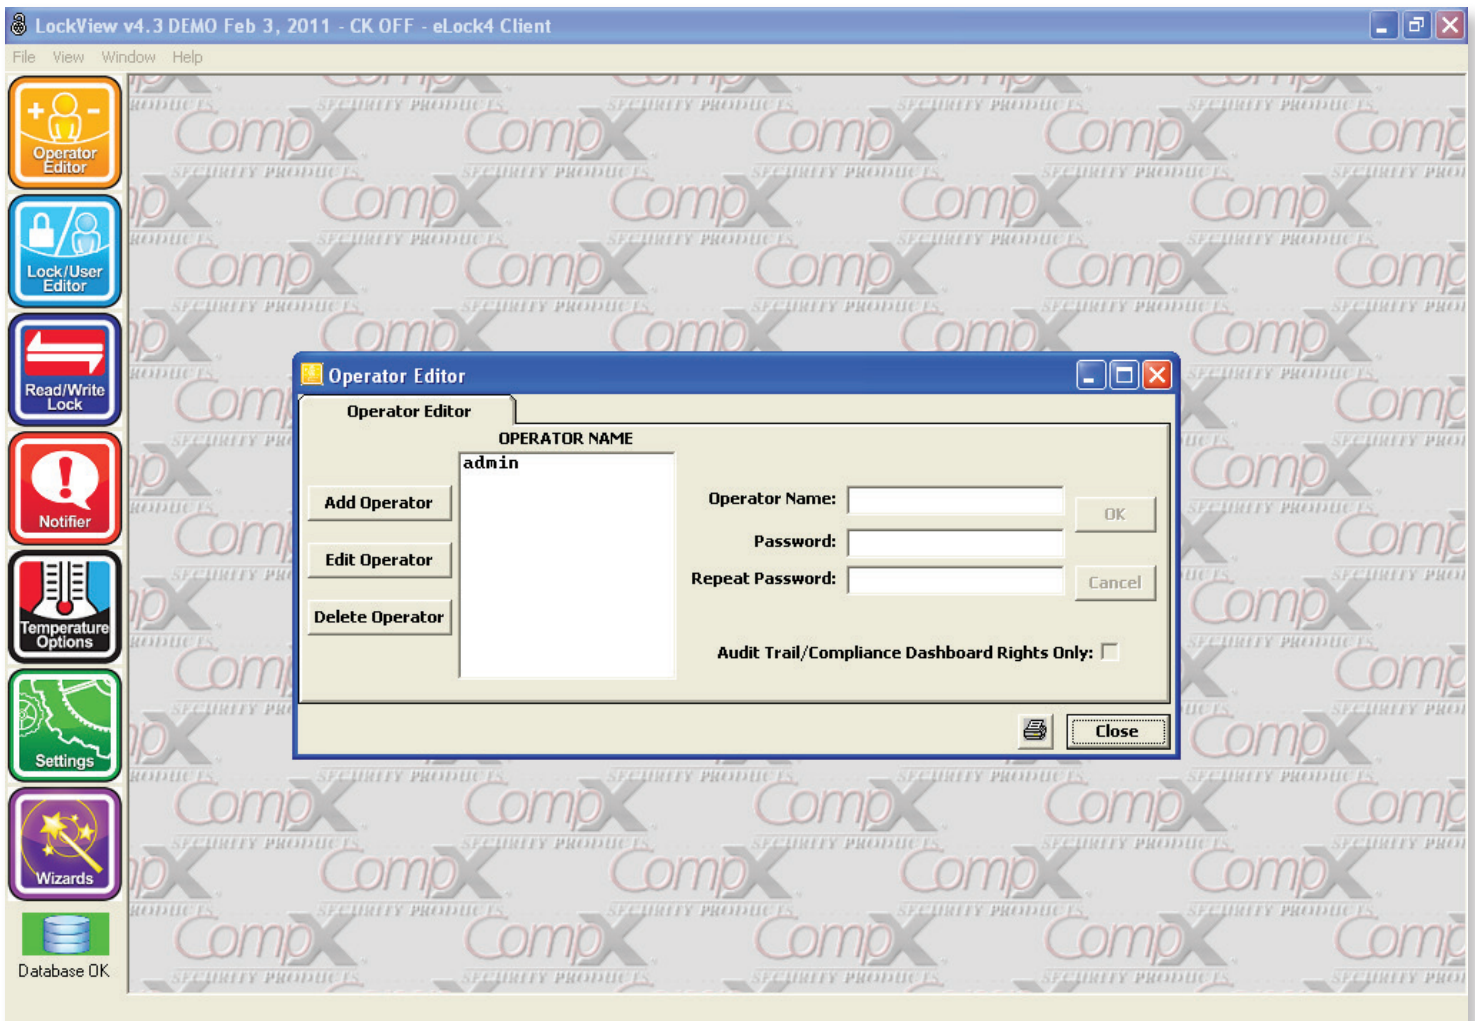 LockView v4.3 DEMO Feb 3, 2011 - CK OFF - eLock4 Client
File View Window Help
Operator
Editor
Lock/User
Editor
Read/Write
Lock
Notifier
Temperature
Options
Settings
Wizards
Database OK
CompX
SECURITY PRODUCTS
Operator Editor
Operator Editor
OPERATOR NAME
admin
Add Operator
Edit Operator
Delete Operator
Operator Name:
Password:
Repeat Password:
OK
Cancel
Audit Trail/Compliance Dashboard Rights Only:
Close